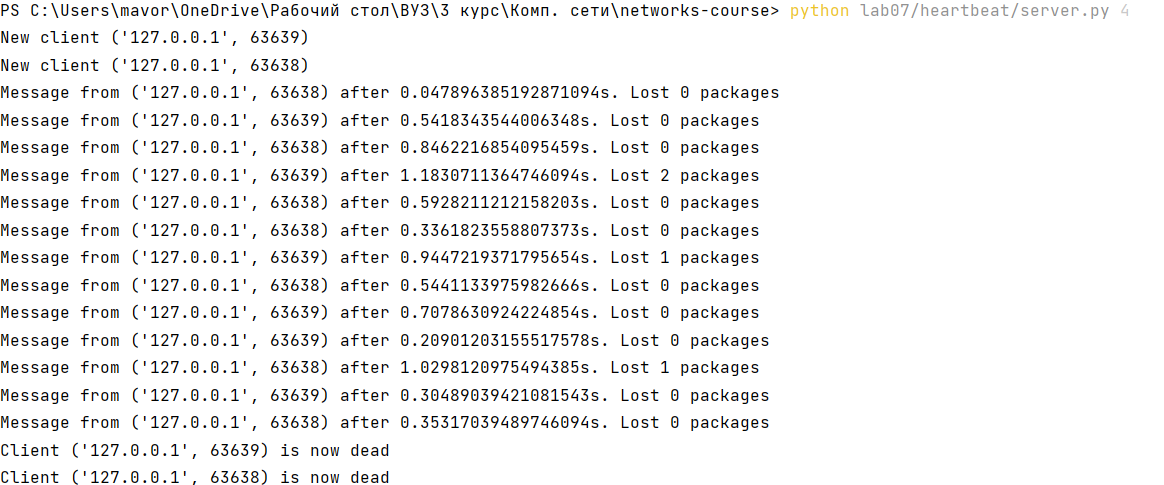 PS C:\Users\mavor\OneDrive\Рабочий стол\ВУЗ\3 курс\Комп. сети\networks-course> python lab07/heartbeat/server.py 4
New client ('127.0.0.1', 63639)
New client ('127.0.0.1', 63638)
Message from ('127.0.0.1', 63638) after 0.047896385192871094s. Lost 0 packages
Message from ('127.0.0.1', 63639) after 0.5418343544006348s. Lost 0 packages
Message from ('127.0.0.1', 63638) after 0.8462216854095459s. Lost 0 packages
Message from ('127.0.0.1', 63639) after 1.1830711364746094s. Lost 2 packages
Message from ('127.0.0.1', 63638) after 0.5928211212158203s. Lost 0 packages
Message from ('127.0.0.1', 63638) after 0.3361823558807373s. Lost 0 packages
Message from ('127.0.0.1', 63639) after 0.9447219371795654s. Lost 1 packages
Message from ('127.0.0.1', 63638) after 0.5441133975982666s. Lost 0 packages
Message from ('127.0.0.1', 63639) after 0.7078630924224854s. Lost 0 packages
Message from ('127.0.0.1', 63639) after 0.20901203155517578s. Lost 0 packages
Message from ('127.0.0.1', 63638) after 1.0298120975494385s. Lost 1 packages
Message from ('127.0.0.1', 63639) after 0.30489039421081543s. Lost 0 packages
Message from ('127.0.0.1', 63638) after 0.35317039489746094s. Lost 0 packages
Client ('127.0.0.1', 63639) is now dead
Client ('127.0.0.1', 63638) is now dead